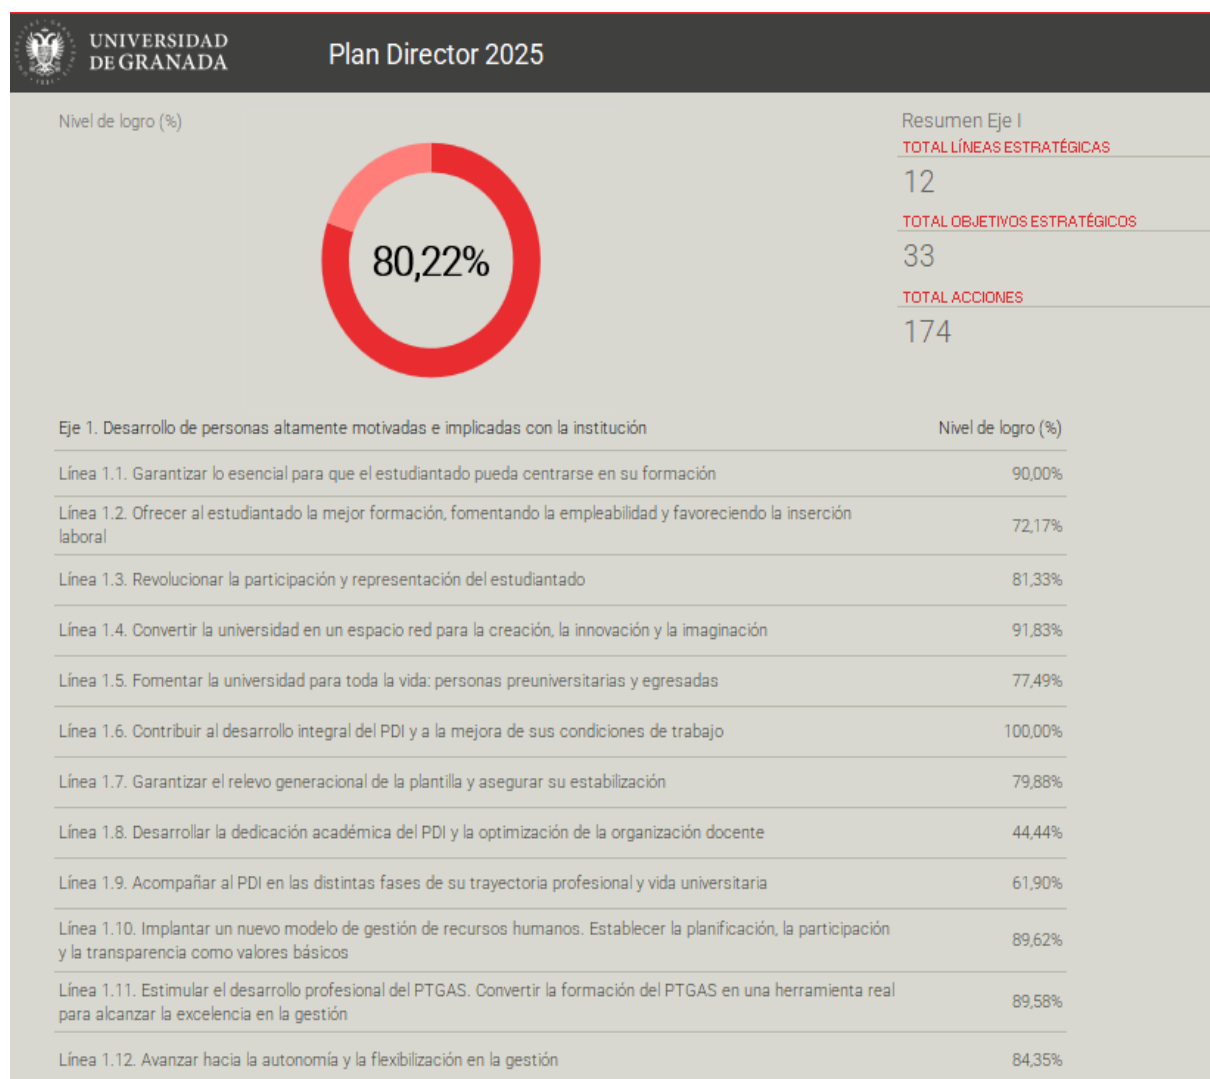 UNIVERSIDAD
DE GRANADA
Plan Director 2025
Nivel de logro (%)
80,22%
Resumen Eje I
TOTAL LÍNEAS ESTRATÉGICAS
12
TOTAL OBJETIVOS ESTRATÉGICOS
33
TOTAL ACCIONES
174
Eje 1. Desarrollo de personas altamente motivadas e implicadas con la institución Nivel de logro (%)
Línea 1.1. Garantizar lo esencial para que el estudiantado pueda centrarse en su formación 90,00%
Línea 1.2. Ofrecer al estudiantado la mejor formación, fomentando la empleabilidad y favoreciendo la inserción
laboral 72,17%
Línea 1.3. Revolucionar la participación y representación del estudiantado 81,33%
Línea 1.4. Convertir la universidad en un espacio red para la creación, la innovación y la imaginación 91,83%
Línea 1.5. Fomentar la universidad para toda la vida: personas preuniversitarias y egresadas 77,49%
Línea 1.6. Contribuir al desarrollo integral del PDI y a la mejora de sus condiciones de trabajo 100,00%
Línea 1.7. Garantizar el relevo generacional de la plantilla y asegurar su estabilización 79,88%
Línea 1.8. Desarrollar la dedicación académica del PDI y la optimización de la organización docente 44,44%
Línea 1.9. Acompañar al PDI en las distintas fases de su trayectoria profesional y vida universitaria 61,90%
Línea 1.10. Implantar un nuevo modelo de gestión de recursos humanos. Establecer la planificación, la participación
y la transparencia como valores básicos 89,62%
Línea 1.11. Estimular el desarrollo profesional del PTGAS. Convertir la formación del PTGAS en una herramienta real
para alcanzar la excelencia en la gestión 89,58%
Línea 1.12. Avanzar hacia la autonomía y la flexibilización en la gestión 84,35%